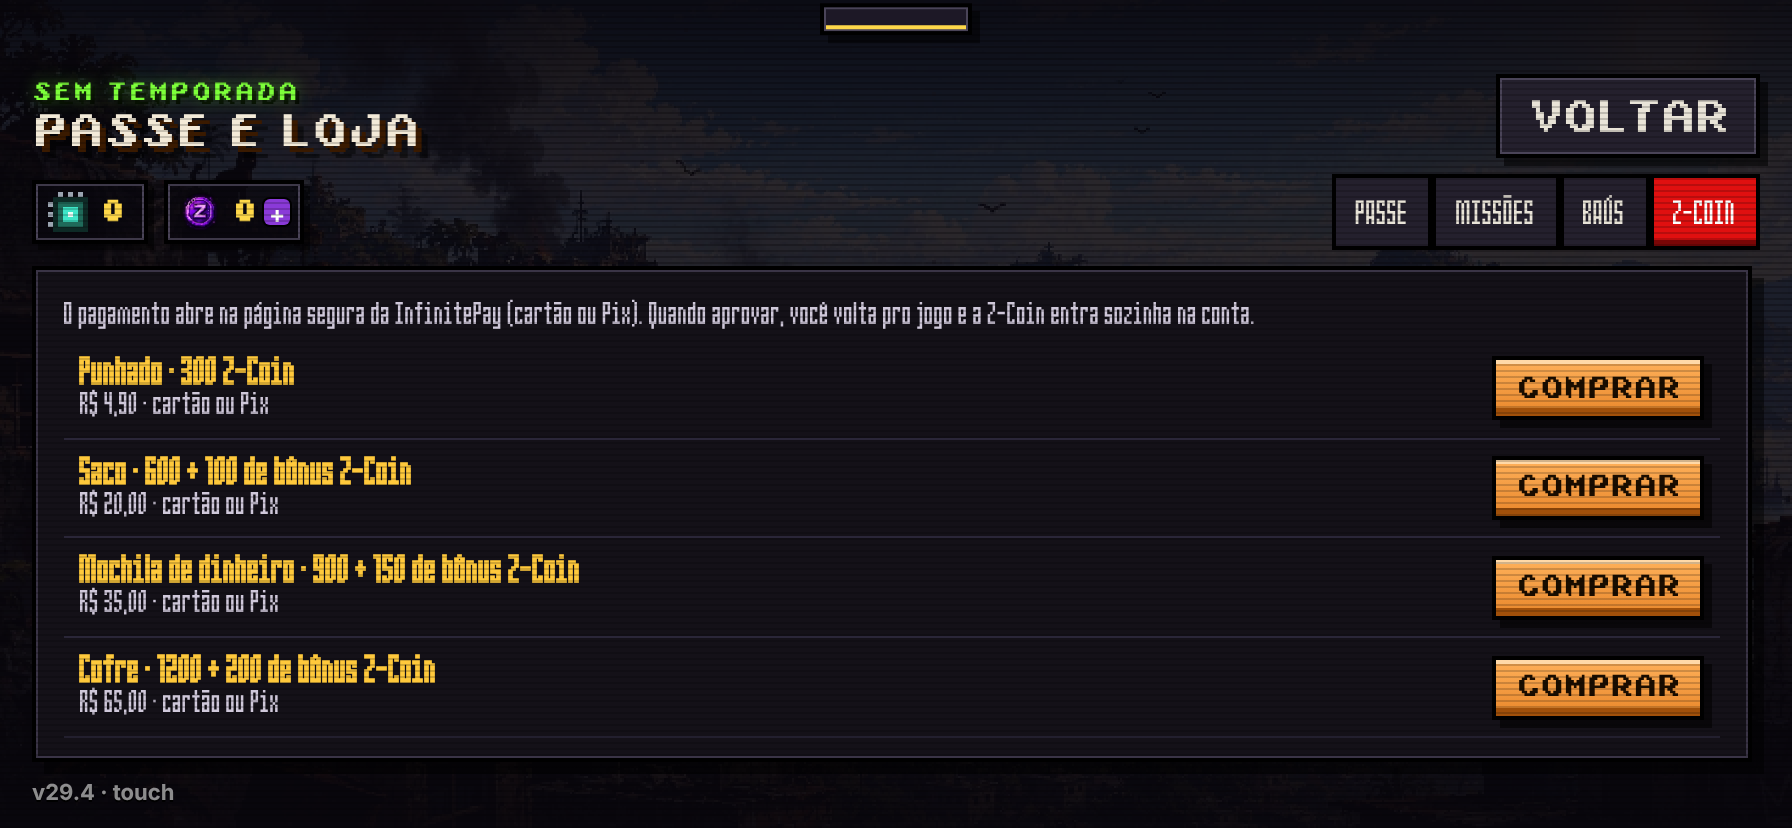 SEM TEMPORADA
PASSE E LOJA
VOLTAR
0
Z 0 +
PASSE MISSÕES BAÚS Z-COIN
O pagamento abre na página segura da InfinitePay (cartão ou Pix). Quando aprovar, você volta pro jogo e a Z-Coin entra sozinha na conta.
Punhado · 300 Z-Coin
R$ 4,90 · cartão ou Pix
COMPRAR
Saco · 600 + 100 de bônus Z-Coin
R$ 20,00 · cartão ou Pix
COMPRAR
Mochila de dinheiro · 900 + 150 de bônus Z-Coin
R$ 35,00 · cartão ou Pix
COMPRAR
Cofre · 1200 + 200 de bônus Z-Coin
R$ 65,00 · cartão ou Pix
COMPRAR
v29.4 · touch